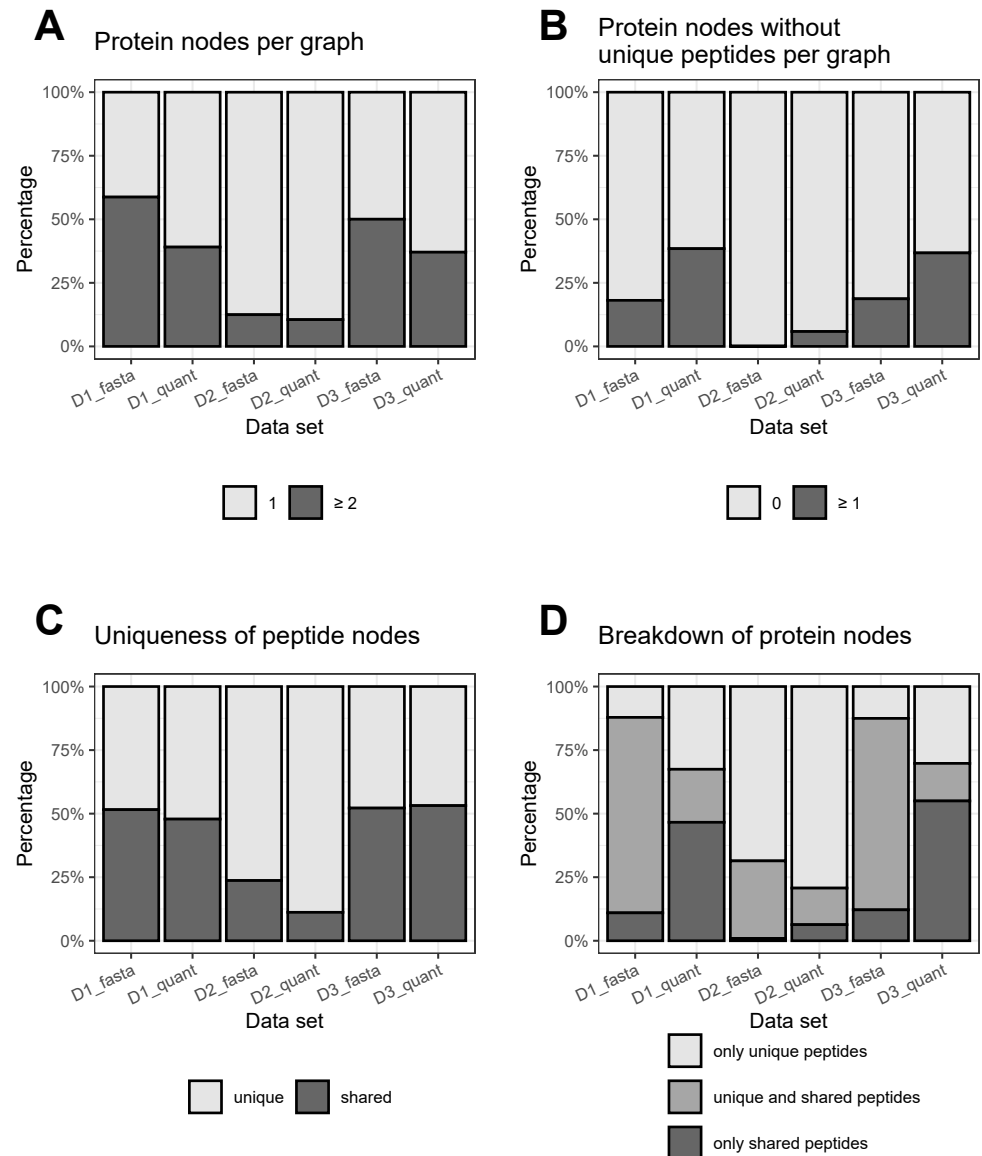 A
Protein nodes per graph
100%
75%
50%
25%
0%
Percentage
D1_fasta
D1_quant
D2_fasta
D2_quant
D3_fasta
D3_quant
Data set
1
≥ 2
B
Protein nodes without
unique peptides per graph
100%
75%
50%
25%
0%
Percentage
D1_fasta
D1_quant
D2_fasta
D2_quant
D3_fasta
D3_quant
Data set
0
≥ 1
C
Uniqueness of peptide nodes
100%
75%
50%
25%
0%
Percentage
D1_fasta
D1_quant
D2_fasta
D2_quant
D3_fasta
D3_quant
Data set
unique
shared
D
Breakdown of protein nodes
100%
75%
50%
25%
0%
Percentage
D1_fasta
D1_quant
D2_fasta
D2_quant
D3_fasta
D3_quant
Data set
only unique peptides
unique and shared peptides
only shared peptides